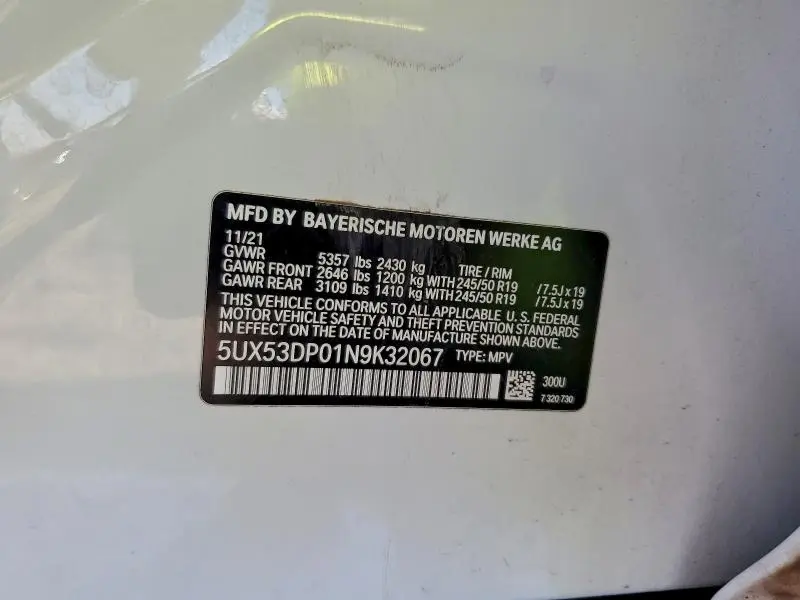 MFD BY BAYERISCHE MOTOREN WERKE AG
11/21
GVWR 5357 lbs 2430 kg TIRE / RIM
GAWR FRONT 2646 lbs 1200 kg WITH 245/50 R19 /7.5J x 19
GAWR REAR 3109 lbs 1410 kg WITH 245/50 R19 /7.5J x 19
THIS VEHICLE CONFORMS TO ALL APPLICABLE U. S. FEDERAL
MOTOR VEHICLE SAFETY AND THEFT PREVENTION STANDARDS
IN EFFECT ON THE DATE OF MANUFACTURE SHOWN ABOVE.
5UX53DP01N9K32067 TYPE: MPV
300U
7 320 730